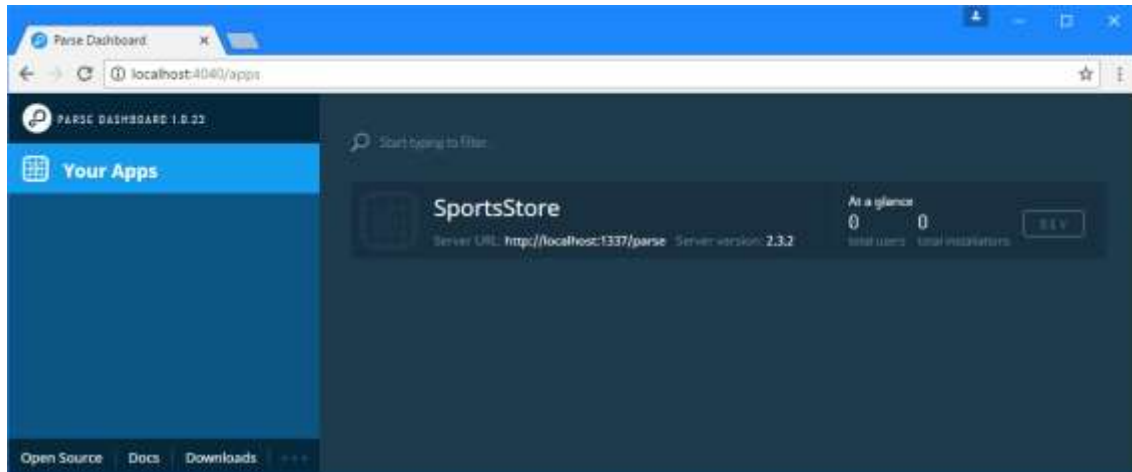 Parse Dashboard
localhost:4040/apps
PARSE DASHBOARD 1.0.23
Start typing to filter...
Your Apps
SportsStore
Server URL: http://localhost:1337/parse Server version: 2.3.2
At a glance
0 0
total users total installations
DEV
Open Source Docs Downloads